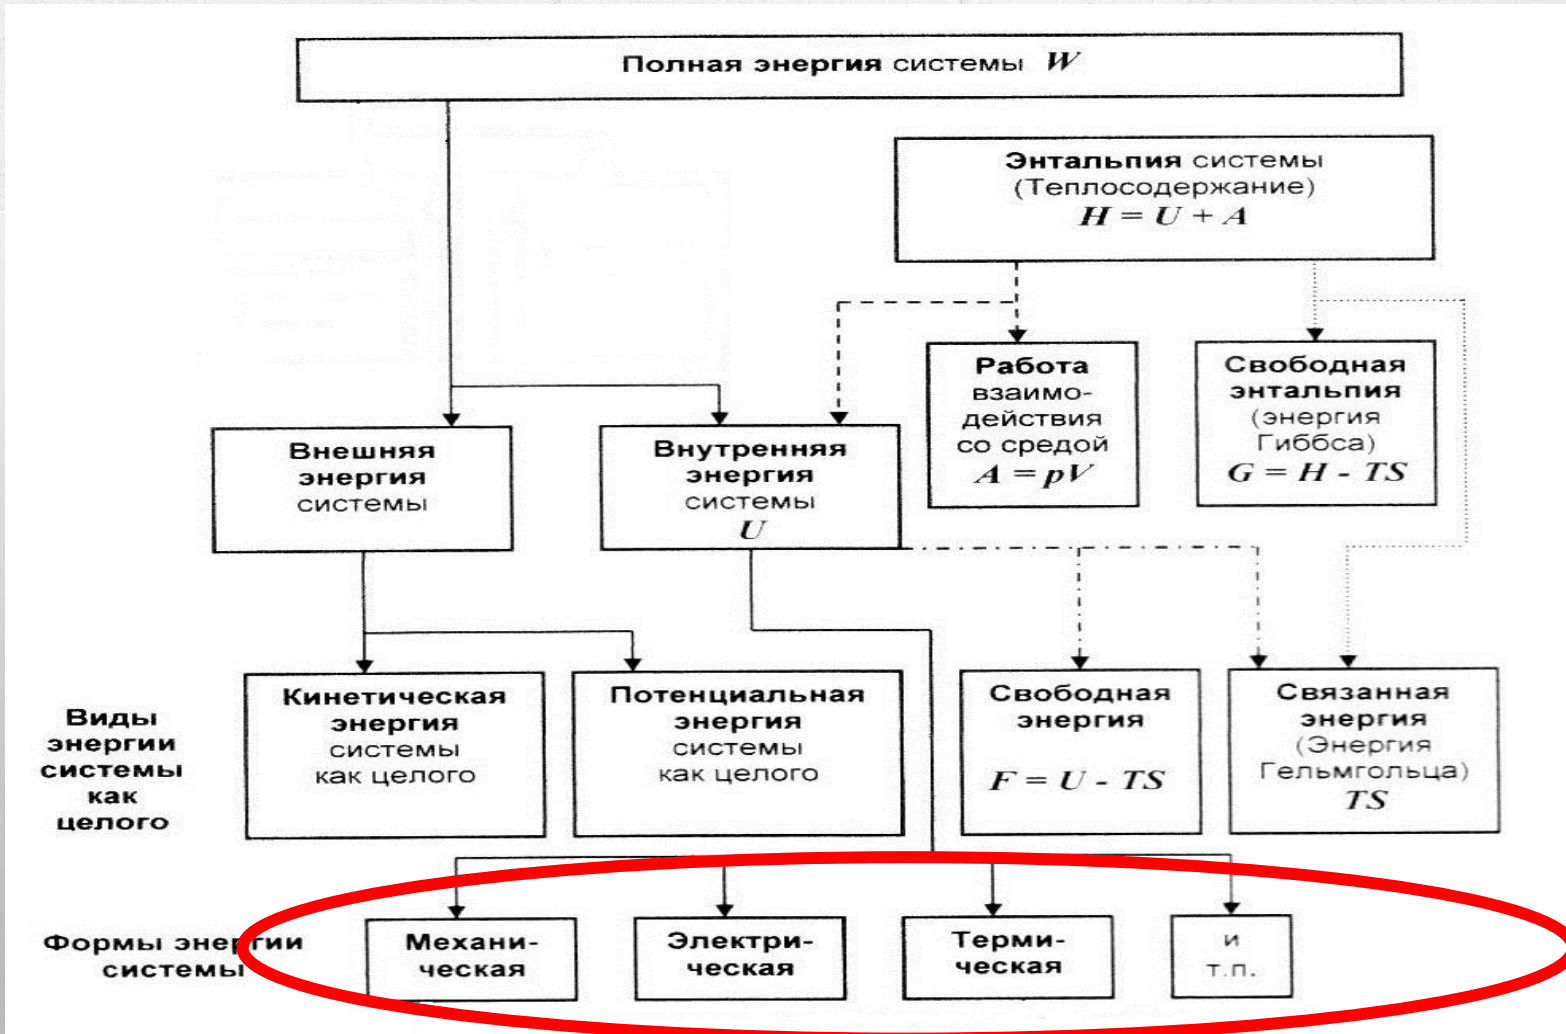 Полная энергия системы W
Энтальпия системы
(Теплосодержание)
H = U + A
Работа
взаимо-
действия
со средой
A = pV
Свободная
энтальпия
(энергия
Гиббса)
G = H - TS
Внешняя
энергия
системы
Внутренняя
энергия
системы
U
Виды
энергии
системы
как
целого
Кинетическая
энергия
системы
как целого
Потенциальная
энергия
системы
как целого
Свободная
энергия
F = U - TS
Связанная
энергия
(Энергия
Гельмгольца)
TS
Формы энергии
системы
Механи-
ческая
Электри-
ческая
Терми-
ческая
и
т.п.